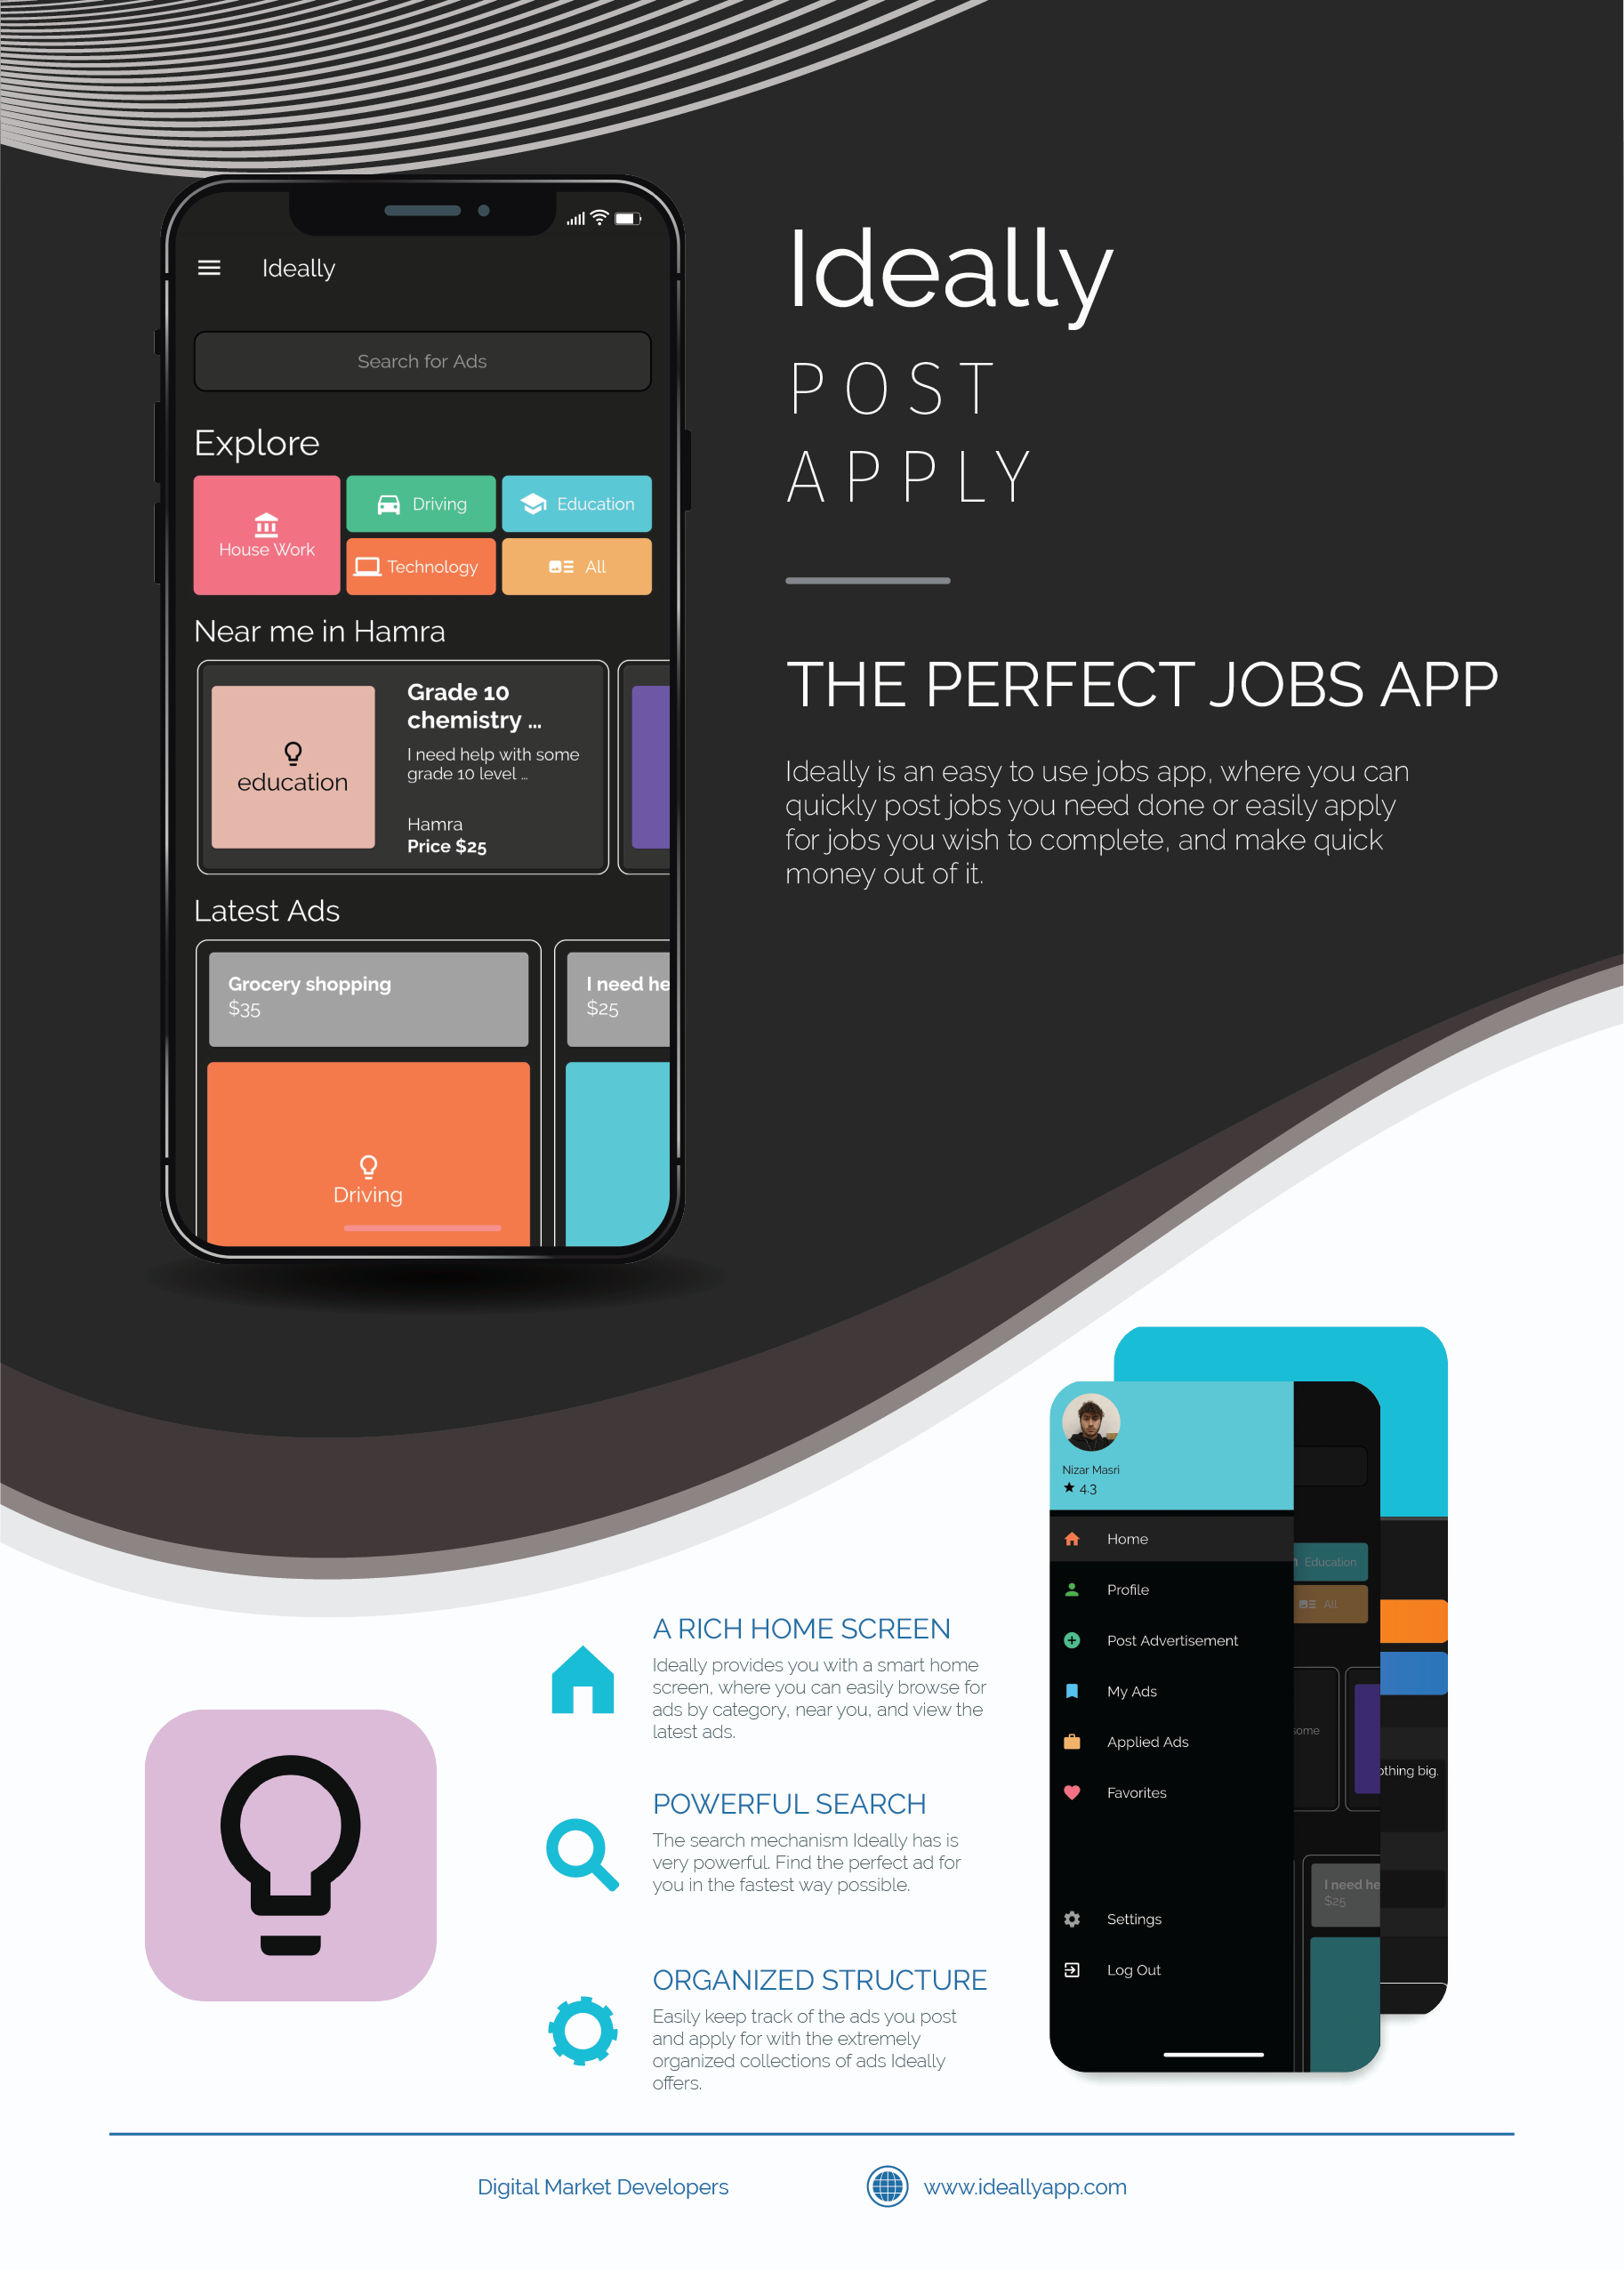 Ideally
Search for Ads
Explore
House Work
Driving
Education
Technology
All
Near me in Hamra
education
Grade 10
chemistry ...
I need help with some
grade 10 level ...
Hamra
Price $25
Latest Ads
Grocery shopping
$35
I need he
$25
Driving
Ideally
POST
APPLY
THE PERFECT JOBS APP
Ideally is an easy to use jobs app, where you can
quickly post jobs you need done or easily apply
for jobs you wish to complete, and make quick
money out of it.
A RICH HOME SCREEN
Ideally provides you with a smart home
screen, where you can easily browse for
ads by category, near you, and view the
latest ads.
POWERFUL SEARCH
The search mechanism Ideally has is
very powerful. Find the perfect ad for
you in the fastest way possible.
ORGANIZED STRUCTURE
Easily keep track of the ads you post
and apply for with the extremely
organized collections of ads Ideally
offers.
Nizar Masri
4.3
Home
Profile
Post Advertisement
My Ads
Applied Ads
Favorites
Settings
Log Out
Education
All
some
othing big.
I need he
$25
Digital Market Developers
www.ideallyapp.com